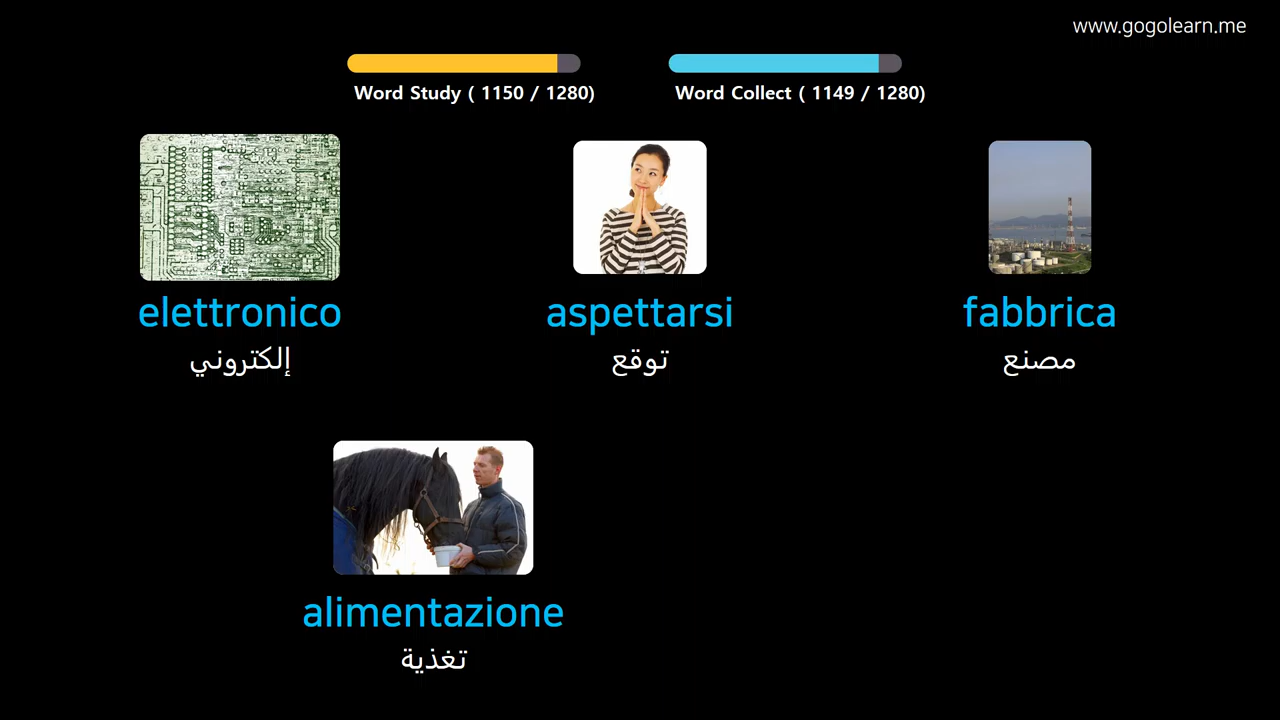 www.gogolearn.me
Word Study ( 1150 / 1280)
Word Collect ( 1149 / 1280)
elettronico
إلكتروني
aspettarsi
توقع
fabbrica
مصنع
alimentazione
تغذية